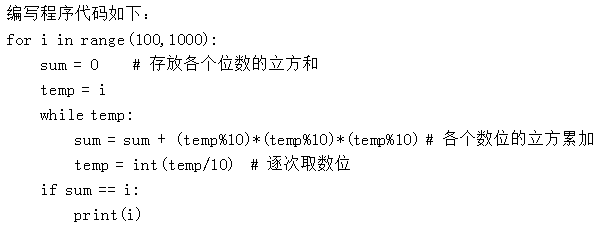 编写程序代码如下：
for i in range(100,1000):
    sum = 0    # 存放各个位数的立方和
    temp = i
    while temp:
        sum = sum + (temp%10)*(temp%10)*(temp%10) # 各个数位的立方累加
        temp = int(temp/10)  # 逐次取数位
    if sum == i:
        print(i)